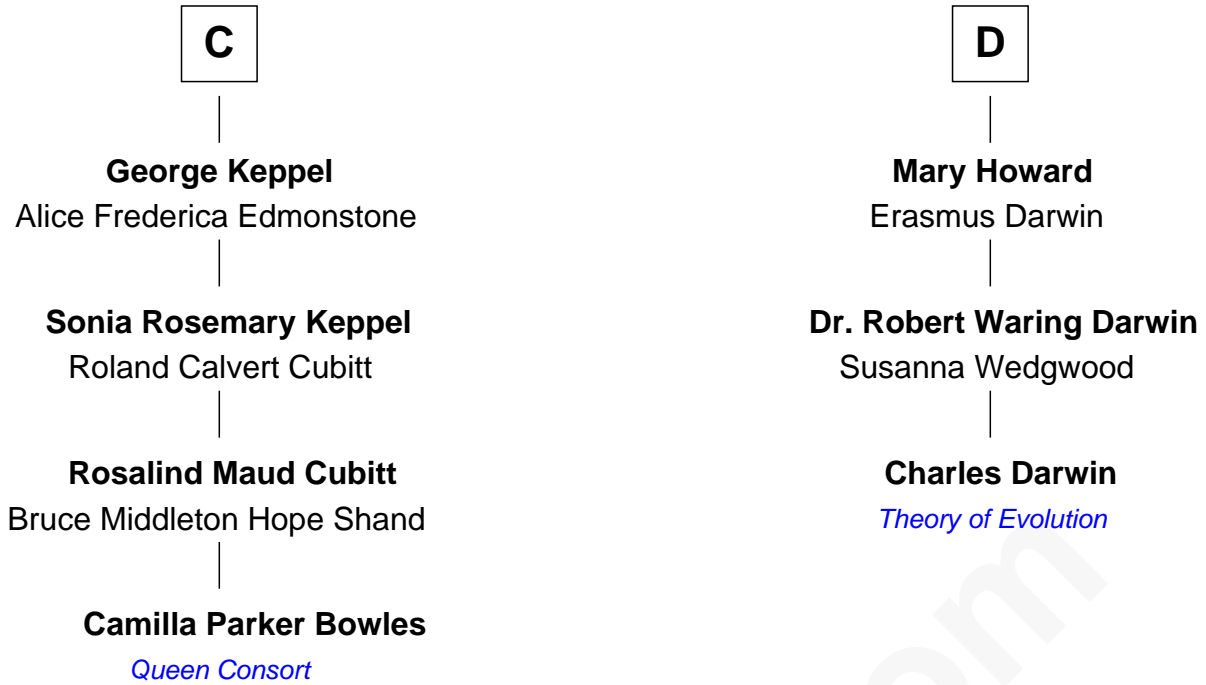 C
George Keppel
Alice Frederica Edmonstone
Sonia Rosemary Keppel
Roland Calvert Cubitt
Rosalind Maud Cubitt
Bruce Middleton Hope Shand
Camilla Parker Bowles
Queen Consort
D
Mary Howard
Erasmus Darwin
Dr. Robert Waring Darwin
Susanna Wedgwood
Charles Darwin
Theory of Evolution
om